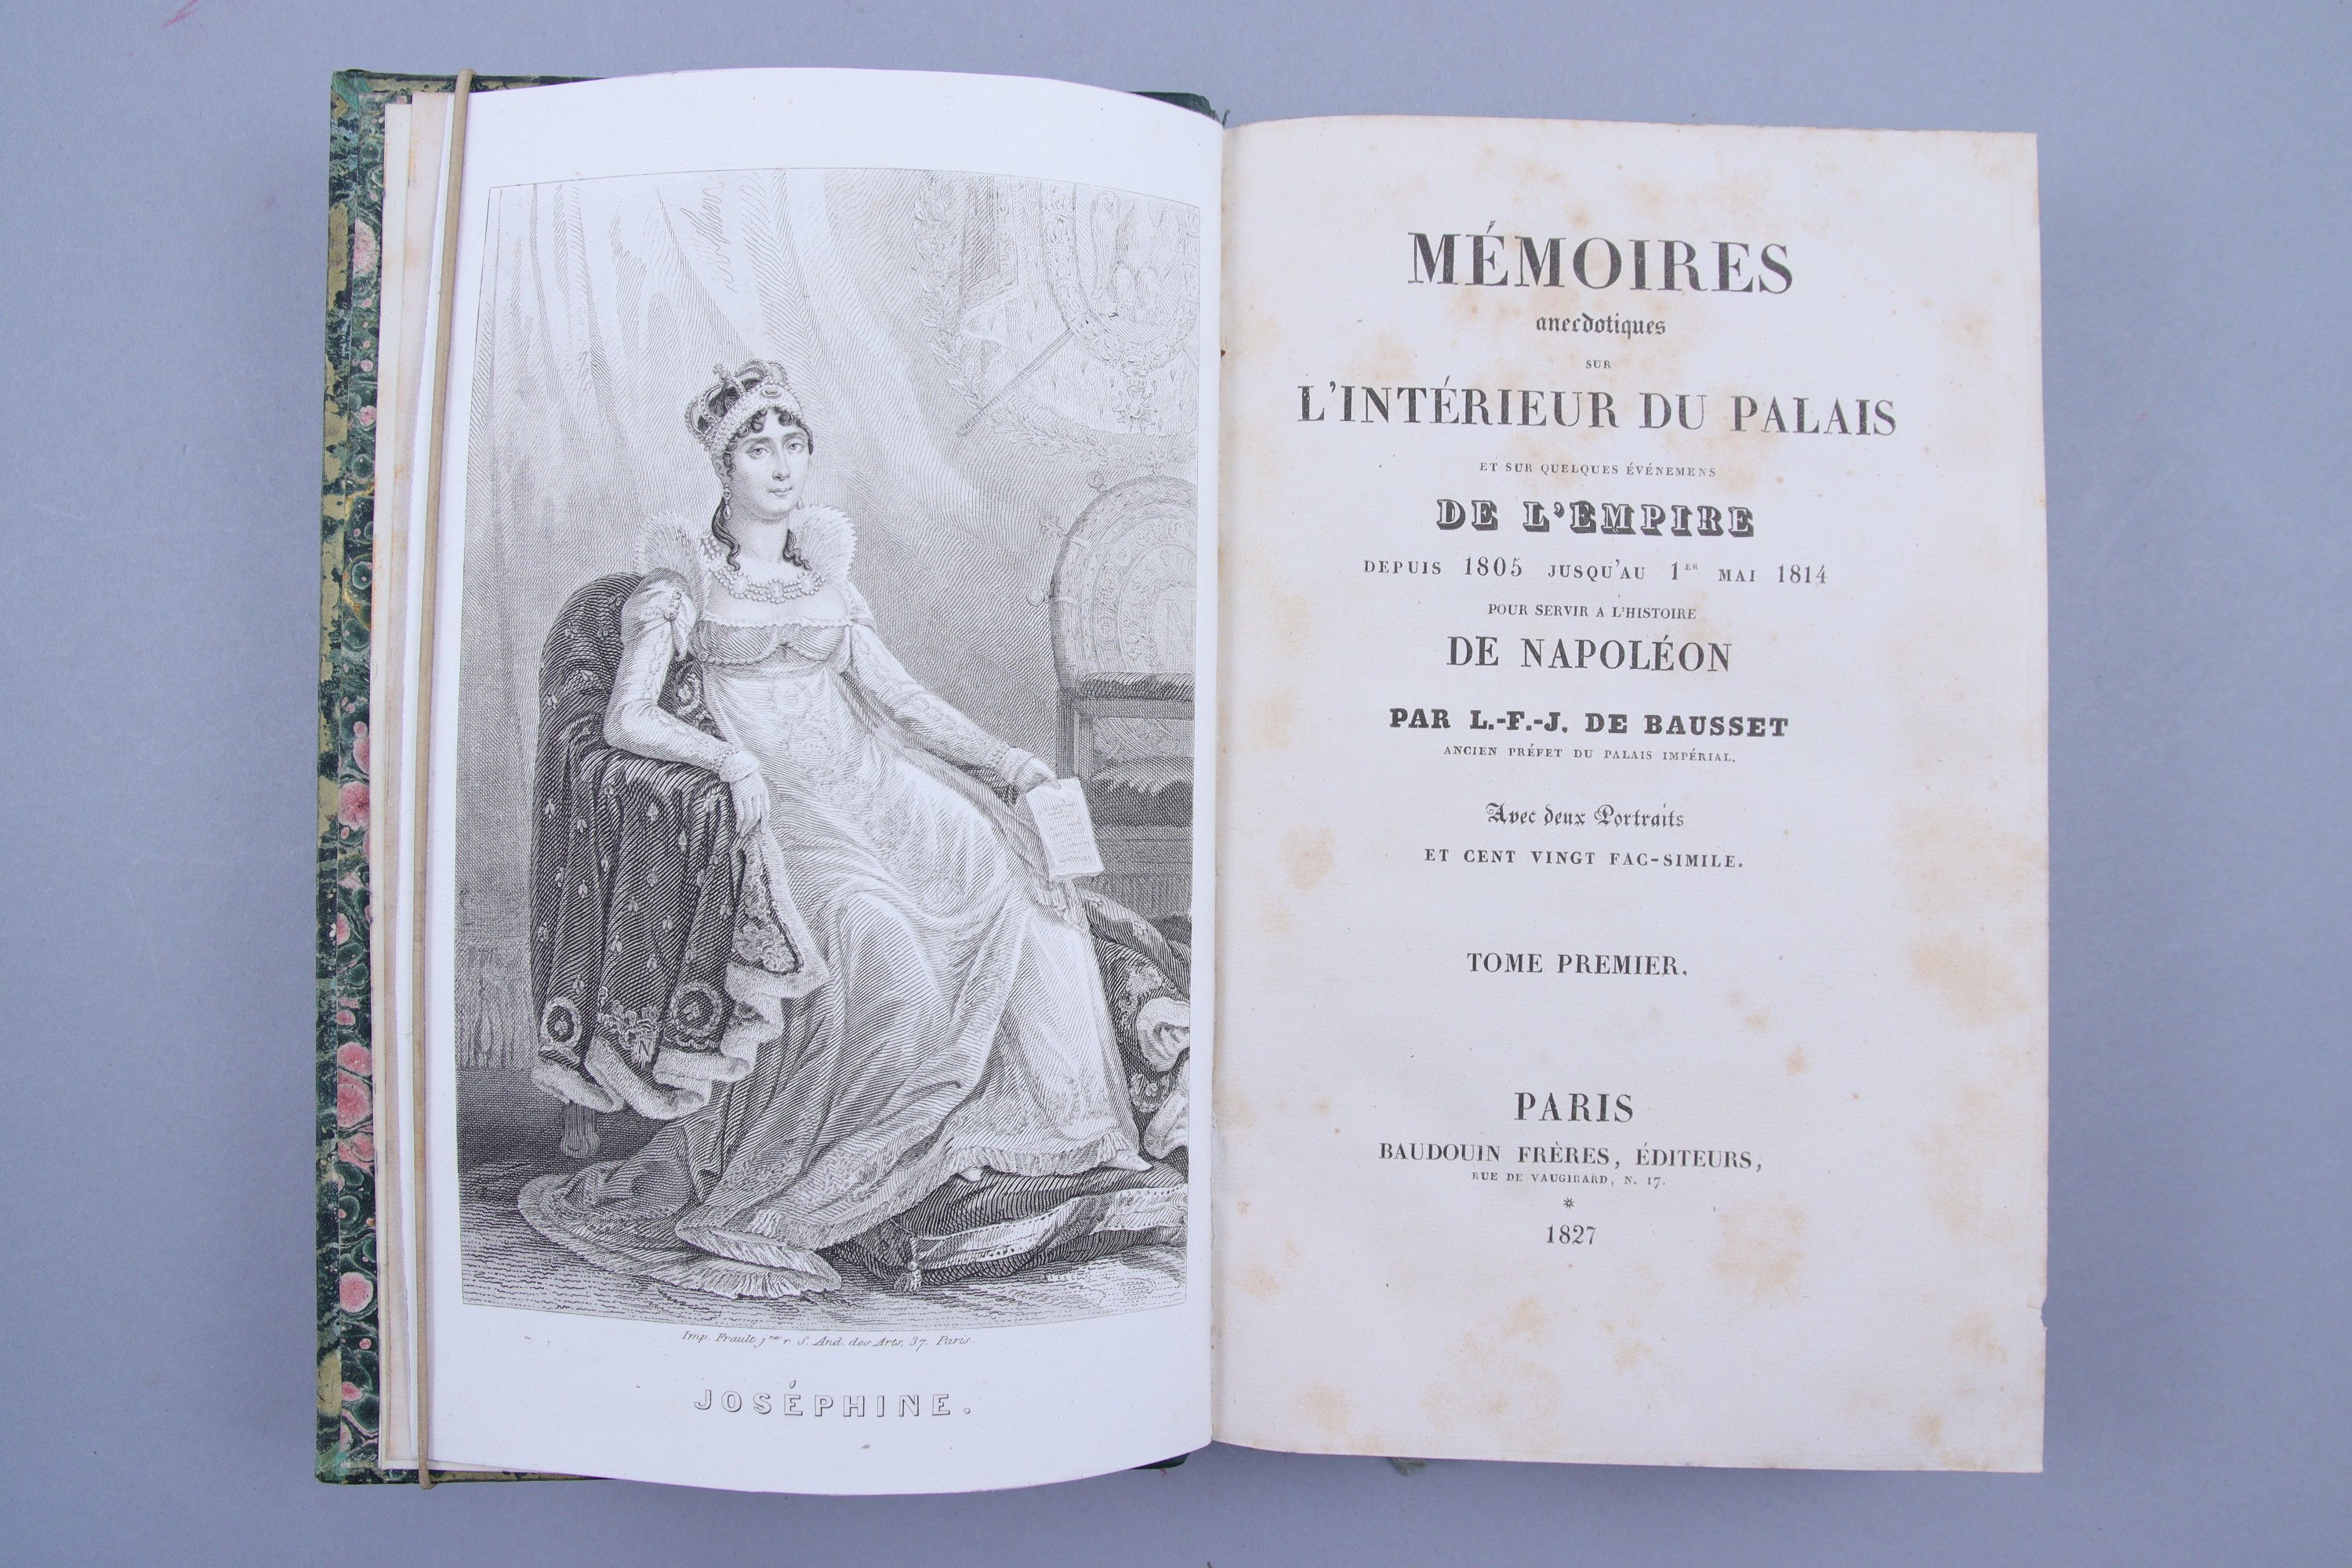 Imp. Frault jne r. S. And. des Arts, 37. Paris.
JOSÉPHINE.
MÉMOIRES
anecdotiques
SUR
L'INTÉRIEUR DU PALAIS
ET SUR QUELQUES ÉVÉNEMENS
DE L'EMPIRE
DEPUIS 1805 JUSQU'AU 1ER MAI 1814
POUR SERVIR A L'HISTOIRE
DE NAPOLÉON
PAR L.-F.-J. DE BAUSSET
ANCIEN PRÉFET DU PALAIS IMPÉRIAL.
Avec deux Portraits
ET CENT VINGT FAC-SIMILE.
TOME PREMIER.
PARIS
BAUDOUIN FRÈRES, ÉDITEURS,
RUE DE VAUGIRARD, N. 17.
*
1827